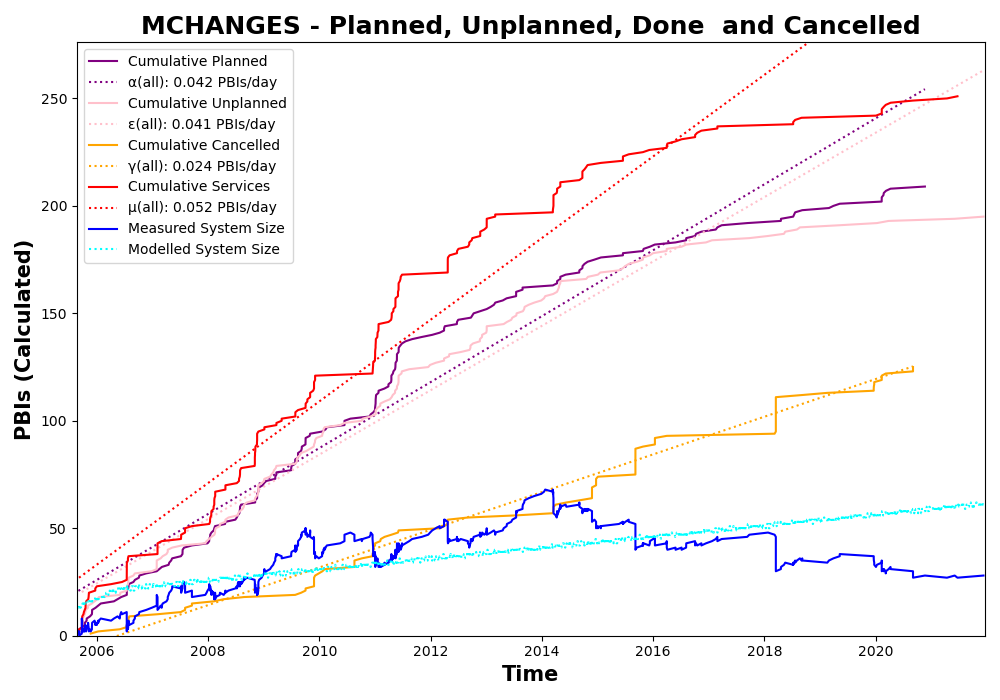 MCHANGES - Planned, Unplanned, Done  and Cancelled
Cumulative Planned
α(all): 0.042 PBIs/day
Cumulative Unplanned
ε(all): 0.041 PBIs/day
Cumulative Cancelled
γ(all): 0.024 PBIs/day
Cumulative Services
μ(all): 0.052 PBIs/day
Measured System Size
Modelled System Size
PBIs (Calculated)
250
200
150
100
50
0
2006 2008 2010 2012 2014 2016 2018 2020
Time